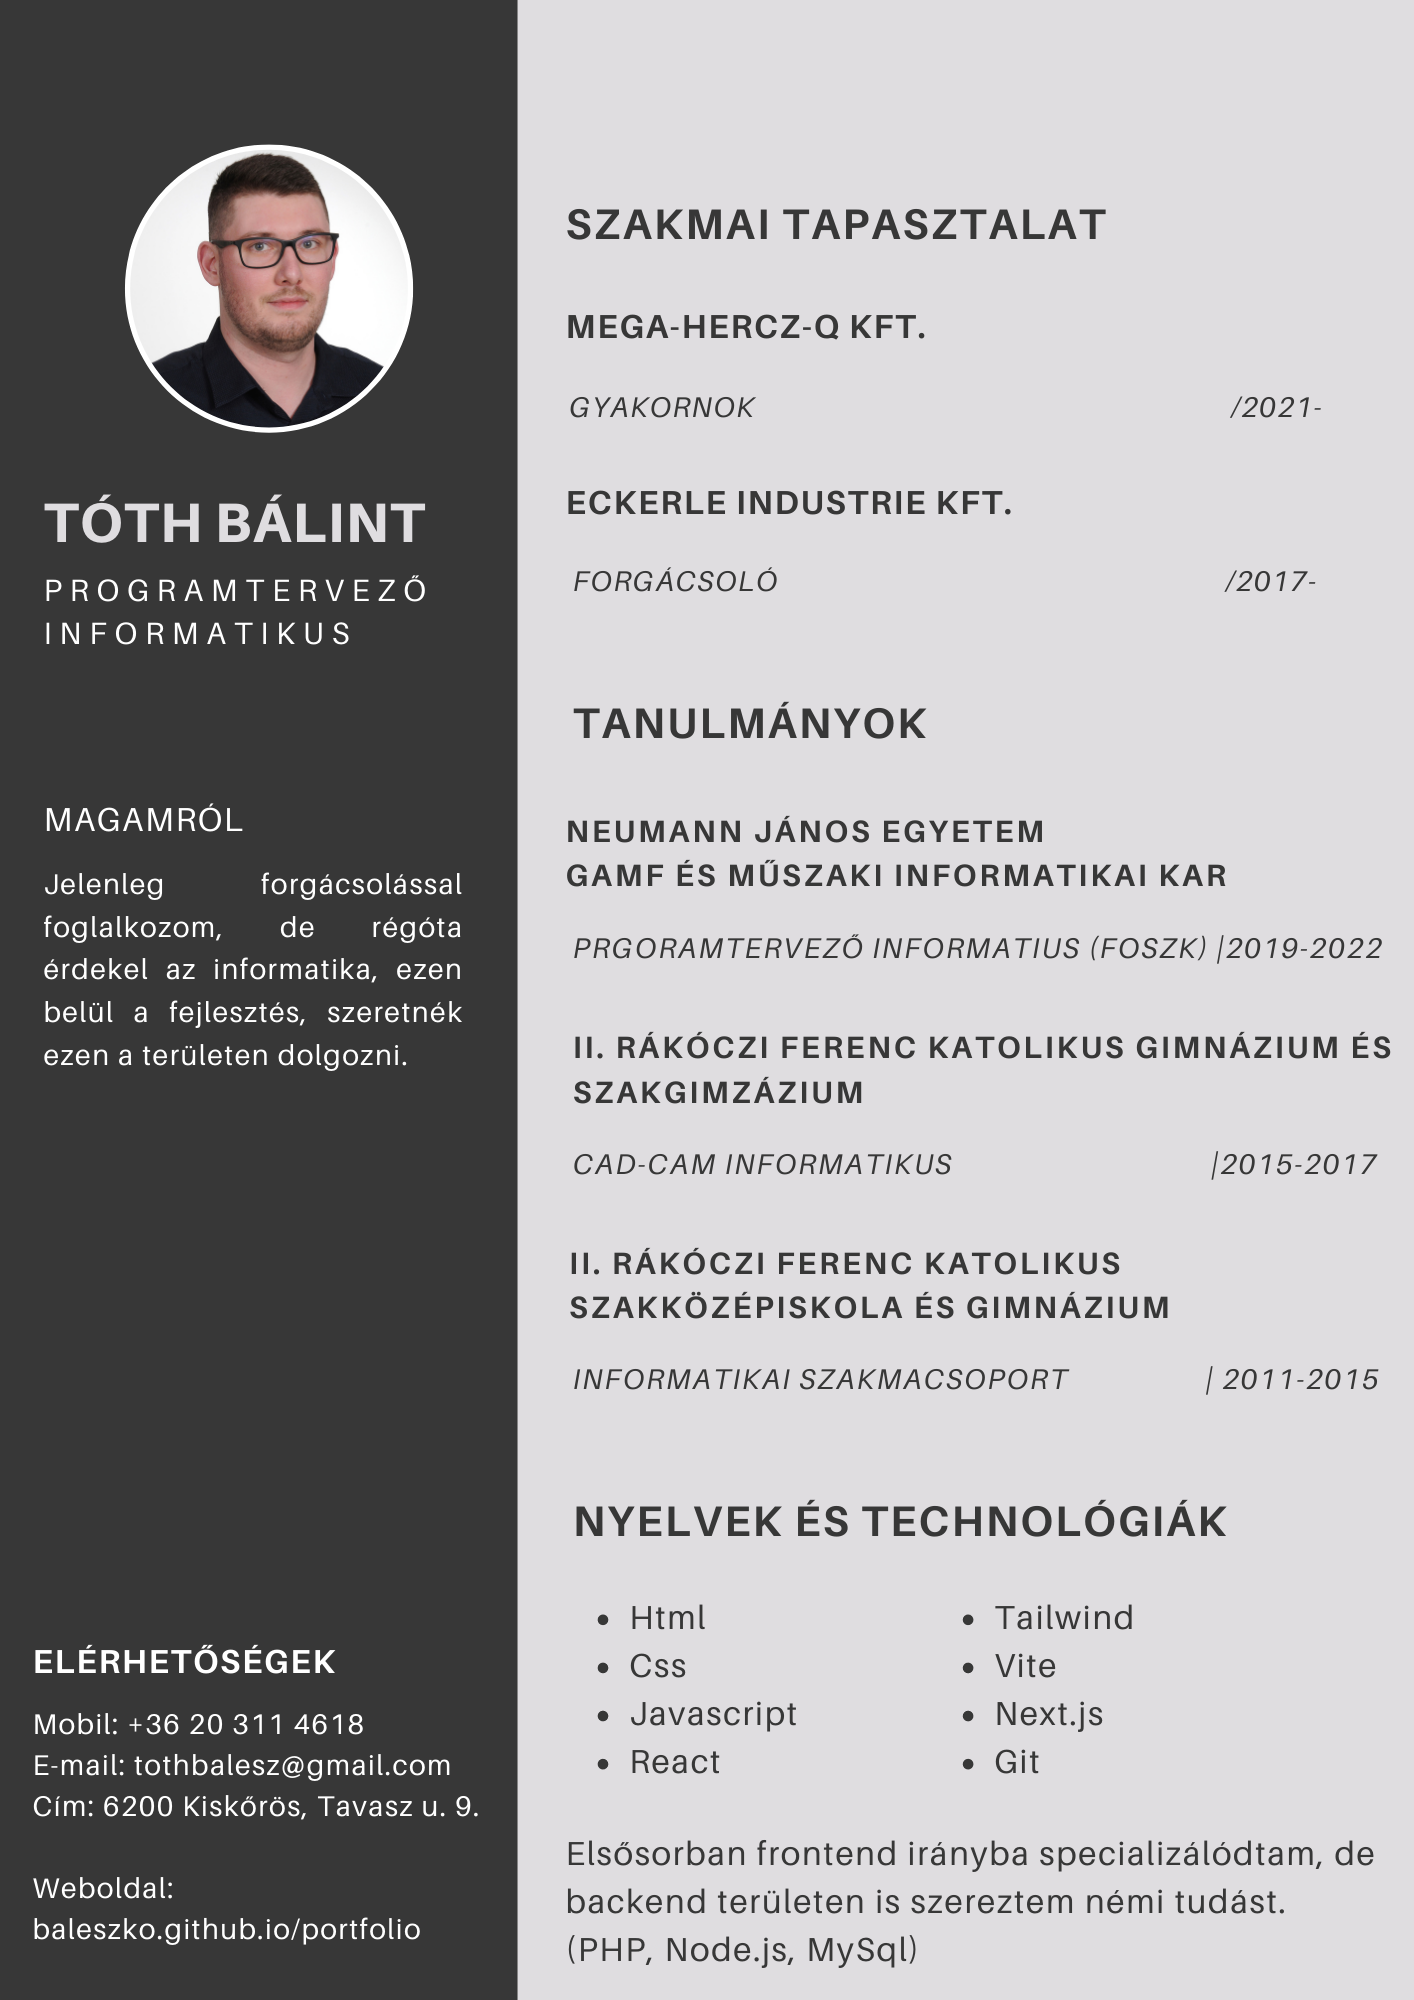 TÓTH BÁLINT
PROGRAMTERVEZŐ
INFORMATIKUS
MAGAMRÓL
Jelenleg forgácsolással
foglalkozom, de régóta
érdekel az informatika, ezen
belül a fejlesztés, szeretnék
ezen a területen dolgozni.
ELÉRHETŐSÉGEK
Mobil: +36 20 311 4618
E-mail: tothbalesz@gmail.com
Cím: 6200 Kiskőrös, Tavasz u. 9.
Weboldal:
baleszko.github.io/portfolio
SZAKMAI TAPASZTALAT
MEGA-HERCZ-Q KFT.
GYAKORNOK /2021-
ECKERLE INDUSTRIE KFT.
FORGÁCSOLÓ /2017-
TANULMÁNYOK
NEUMANN JÁNOS EGYETEM
GAMF ÉS MŰSZAKI INFORMATIKAI KAR
PRGORAMTERVEZŐ INFORMATIUS (FOSZK) |2019-2022
II. RÁKÓCZI FERENC KATOLIKUS GIMNÁZIUM ÉS
SZAKGIMZÁZIUM
CAD-CAM INFORMATIKUS |2015-2017
II. RÁKÓCZI FERENC KATOLIKUS
SZAKKÖZÉPISKOLA ÉS GIMNÁZIUM
INFORMATIKAI SZAKMACSOPORT | 2011-2015
NYELVEK ÉS TECHNOLÓGIÁK
• Html
• Css
• Javascript
• React
• Tailwind
• Vite
• Next.js
• Git
Elsősorban frontend irányba specializálódtam, de
backend területen is szereztem némi tudást.
(PHP, Node.js, MySql)